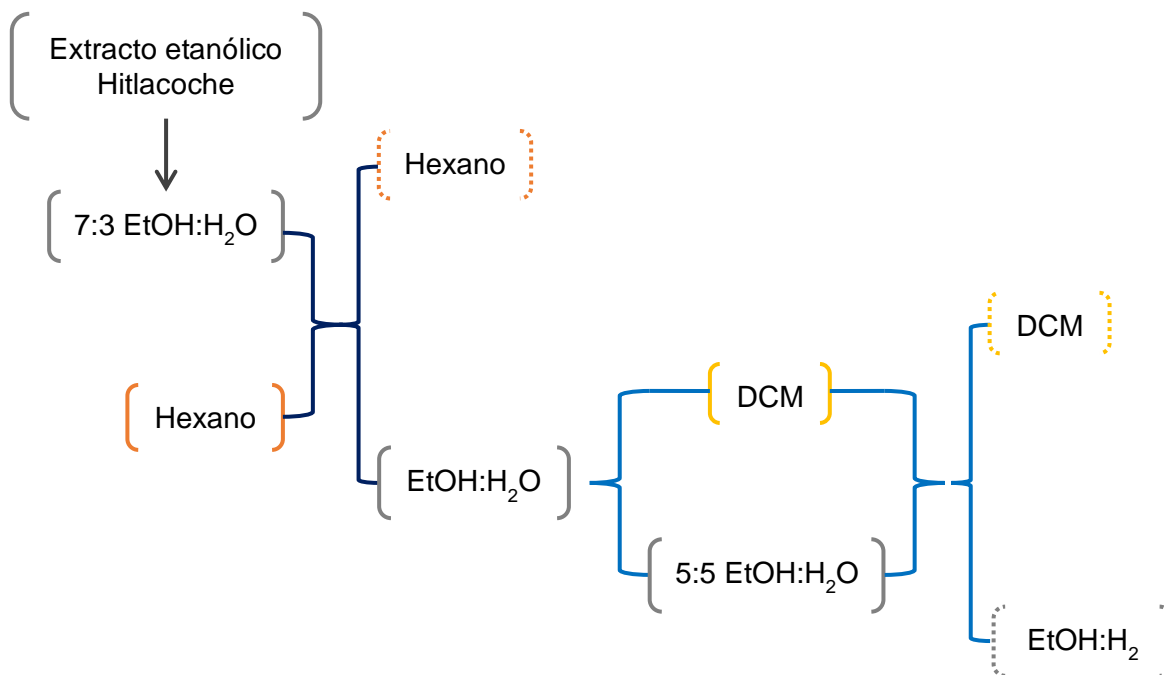 Extracto etanólico
Hitlacoche
7:3 EtOH:H₂O
Hexano
Hexano
EtOH:H₂O
DCM
5:5 EtOH:H₂O
DCM
EtOH:H₂